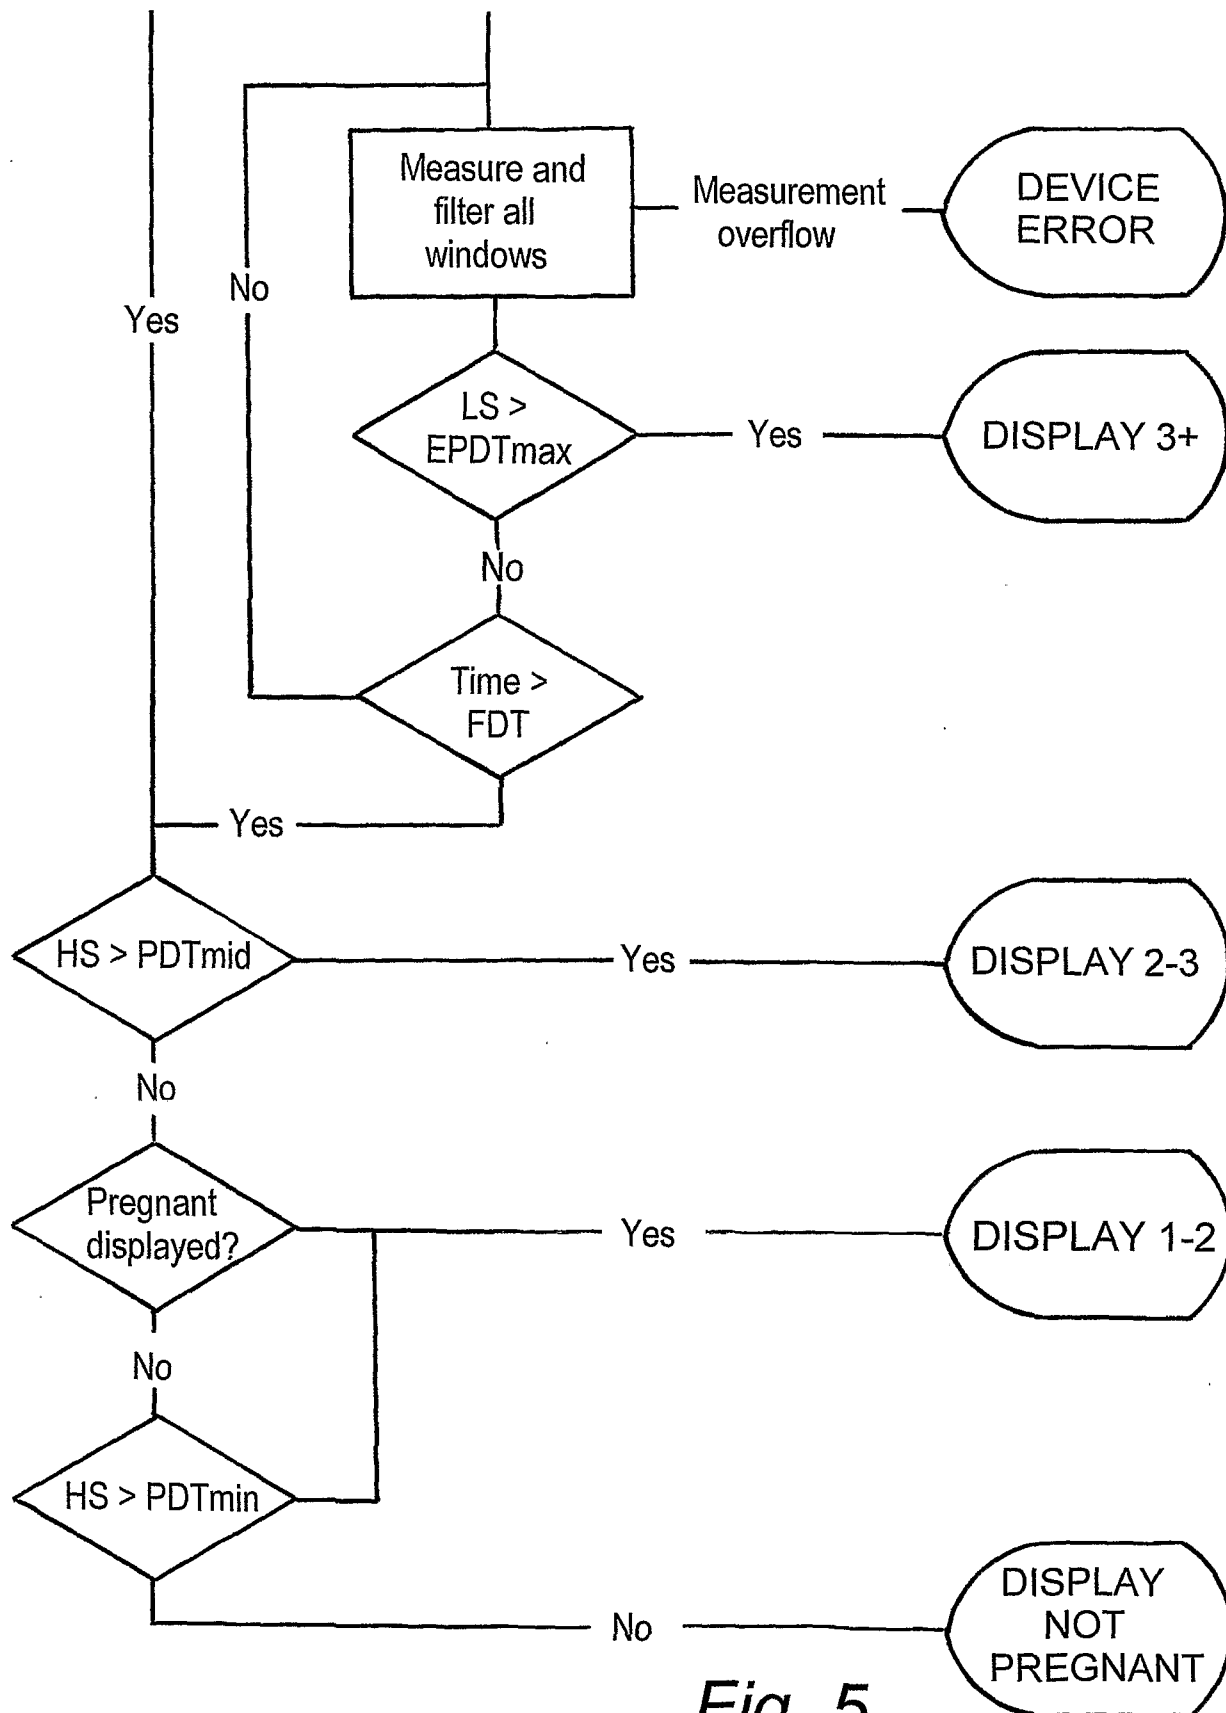 Measure and
filter all
windows
Measurement
overflow
DEVICE
ERROR
No
Yes
LS >
EPDTmax
Yes
DISPLAY 3+
No
Time >
FDT
Yes
HS > PDTmid
Yes
DISPLAY 2-3
No
Pregnant
displayed?
Yes
DISPLAY 1-2
No
HS > PDTmin
No
DISPLAY
NOT
PREGNANT
Fig. 5